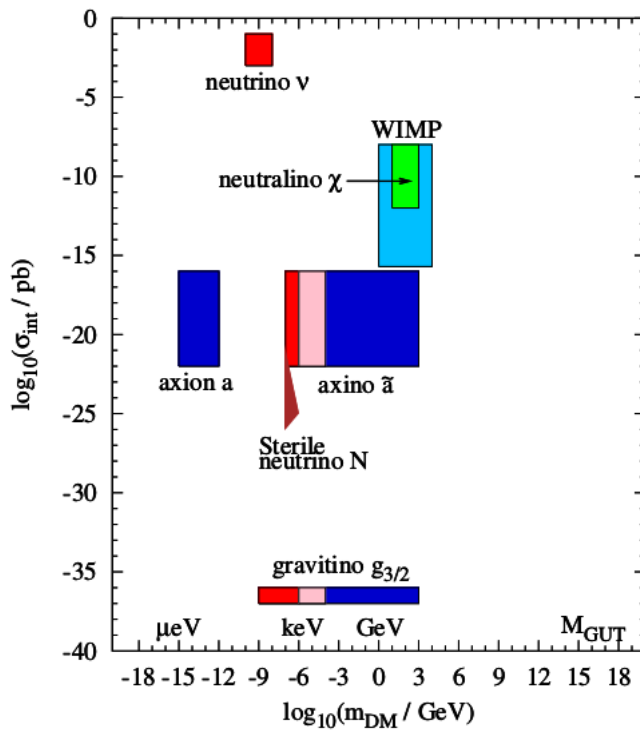 0
neutrino ν
-5
WIMP
neutralino χ
-10
-15
-20
axion a
axino ã
-25
Sterile
neutrino N
-30
gravitino g3/2
-35
μeV keV GeV MGUT
-40
-18 -15 -12 -9 -6 -3 0 3 6 9 12 15 18
log10(mDM / GeV)
log10(σint / pb)